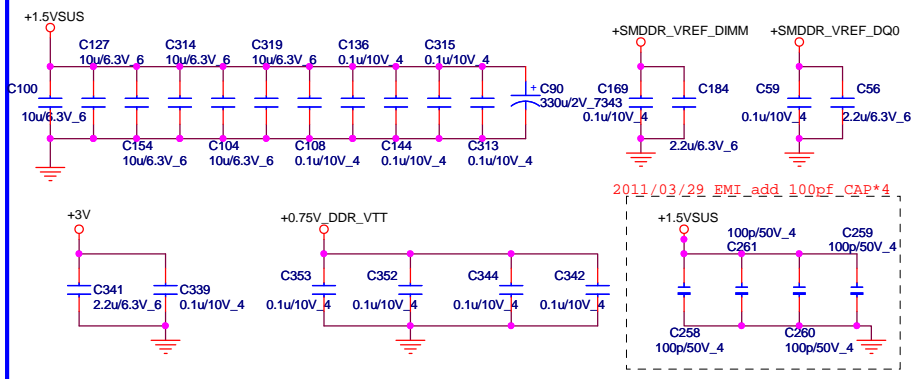 +1.5VSUS
C127
10u/6.3V_6
C314
10u/6.3V_6
C319
10u/6.3V_6
C136
0.1u/10V_4
C315
0.1u/10V_4
C100
10u/6.3V_6
+ C90
330u/2V_7343
C154
10u/6.3V_6
C104
10u/6.3V_6
C108
0.1u/10V_4
C144
0.1u/10V_4
C313
0.1u/10V_4
+SMDDR_VREF_DIMM
C169
0.1u/10V_4
C184
2.2u/6.3V_6
+SMDDR_VREF_DQ0
C59
0.1u/10V_4
C56
2.2u/6.3V_6
+3V
C341
2.2u/6.3V_6
C339
0.1u/10V_4
+0.75V_DDR_VTT
C353
0.1u/10V_4
C352
0.1u/10V_4
C344
0.1u/10V_4
C342
0.1u/10V_4
2011/03/29 EMI add 100pf CAP*4
+1.5VSUS
100p/50V_4
C261
C259
100p/50V_4
C258
100p/50V_4
C260
100p/50V_4